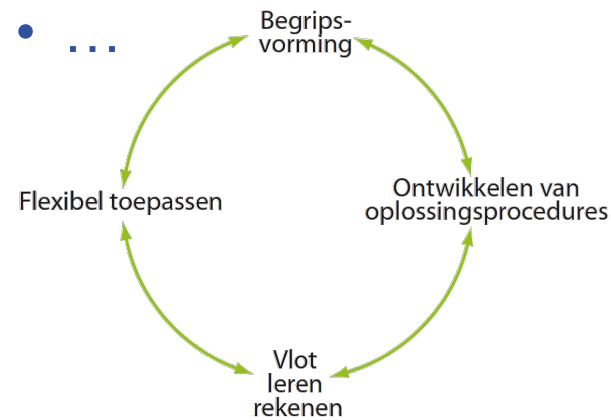 • ...
Begrips-
vorming
Flexibel toepassen
Ontwikkelen van
oplossingsprocedures
Vlot
leren
rekenen